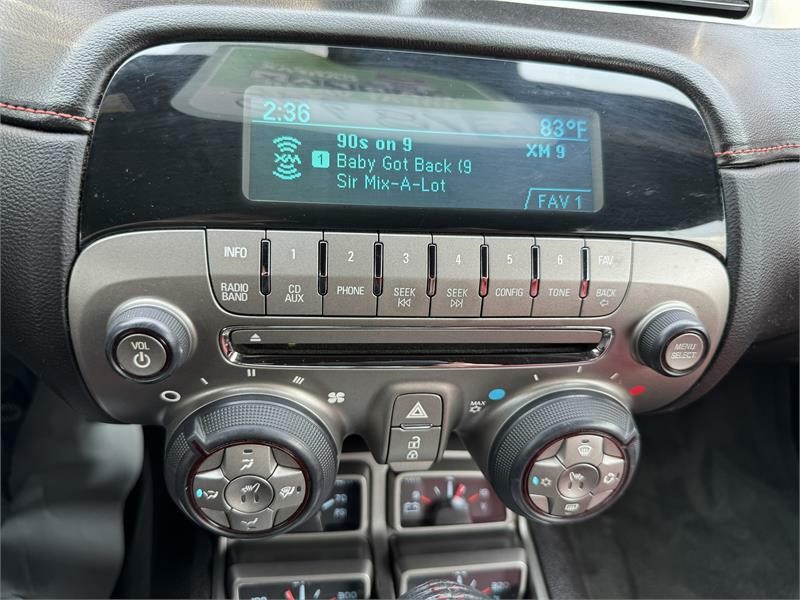 2:36
83°F
90s on 9
XM 9
XM
1 Baby Got Back (9
Sir Mix-A-Lot
FAV 1
INFO 1 2 3 4 5 6 FAV
RADIO BAND
CD AUX
PHONE
SEEK
SEEK
CONFIG
TONE
BACK
VOL
MENU SELECT
MAX